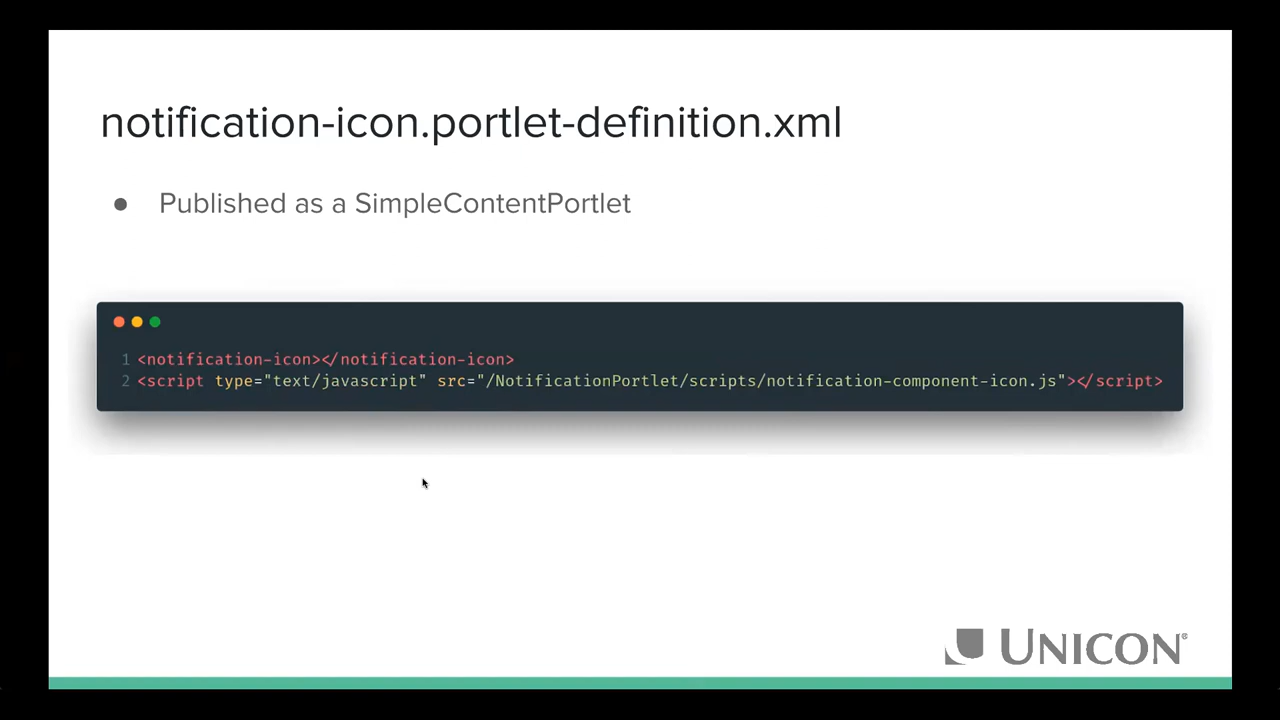 notification-icon.portlet-definition.xml
● Published as a SimpleContentPortlet
1 <notification-icon></notification-icon>
2 <script type="text/javascript" src="/NotificationPortlet/scripts/notification-component-icon.js"></script>
UNICON®